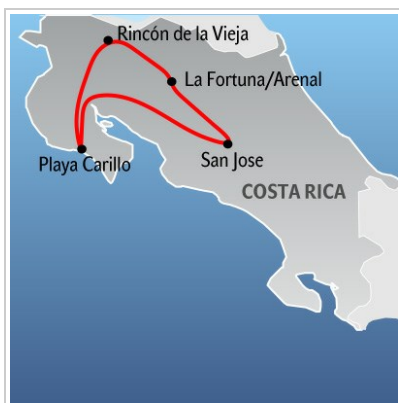 Rincón de la Vieja
La Fortuna/Arenal
Playa Carillo
San Jose
COSTA RICA